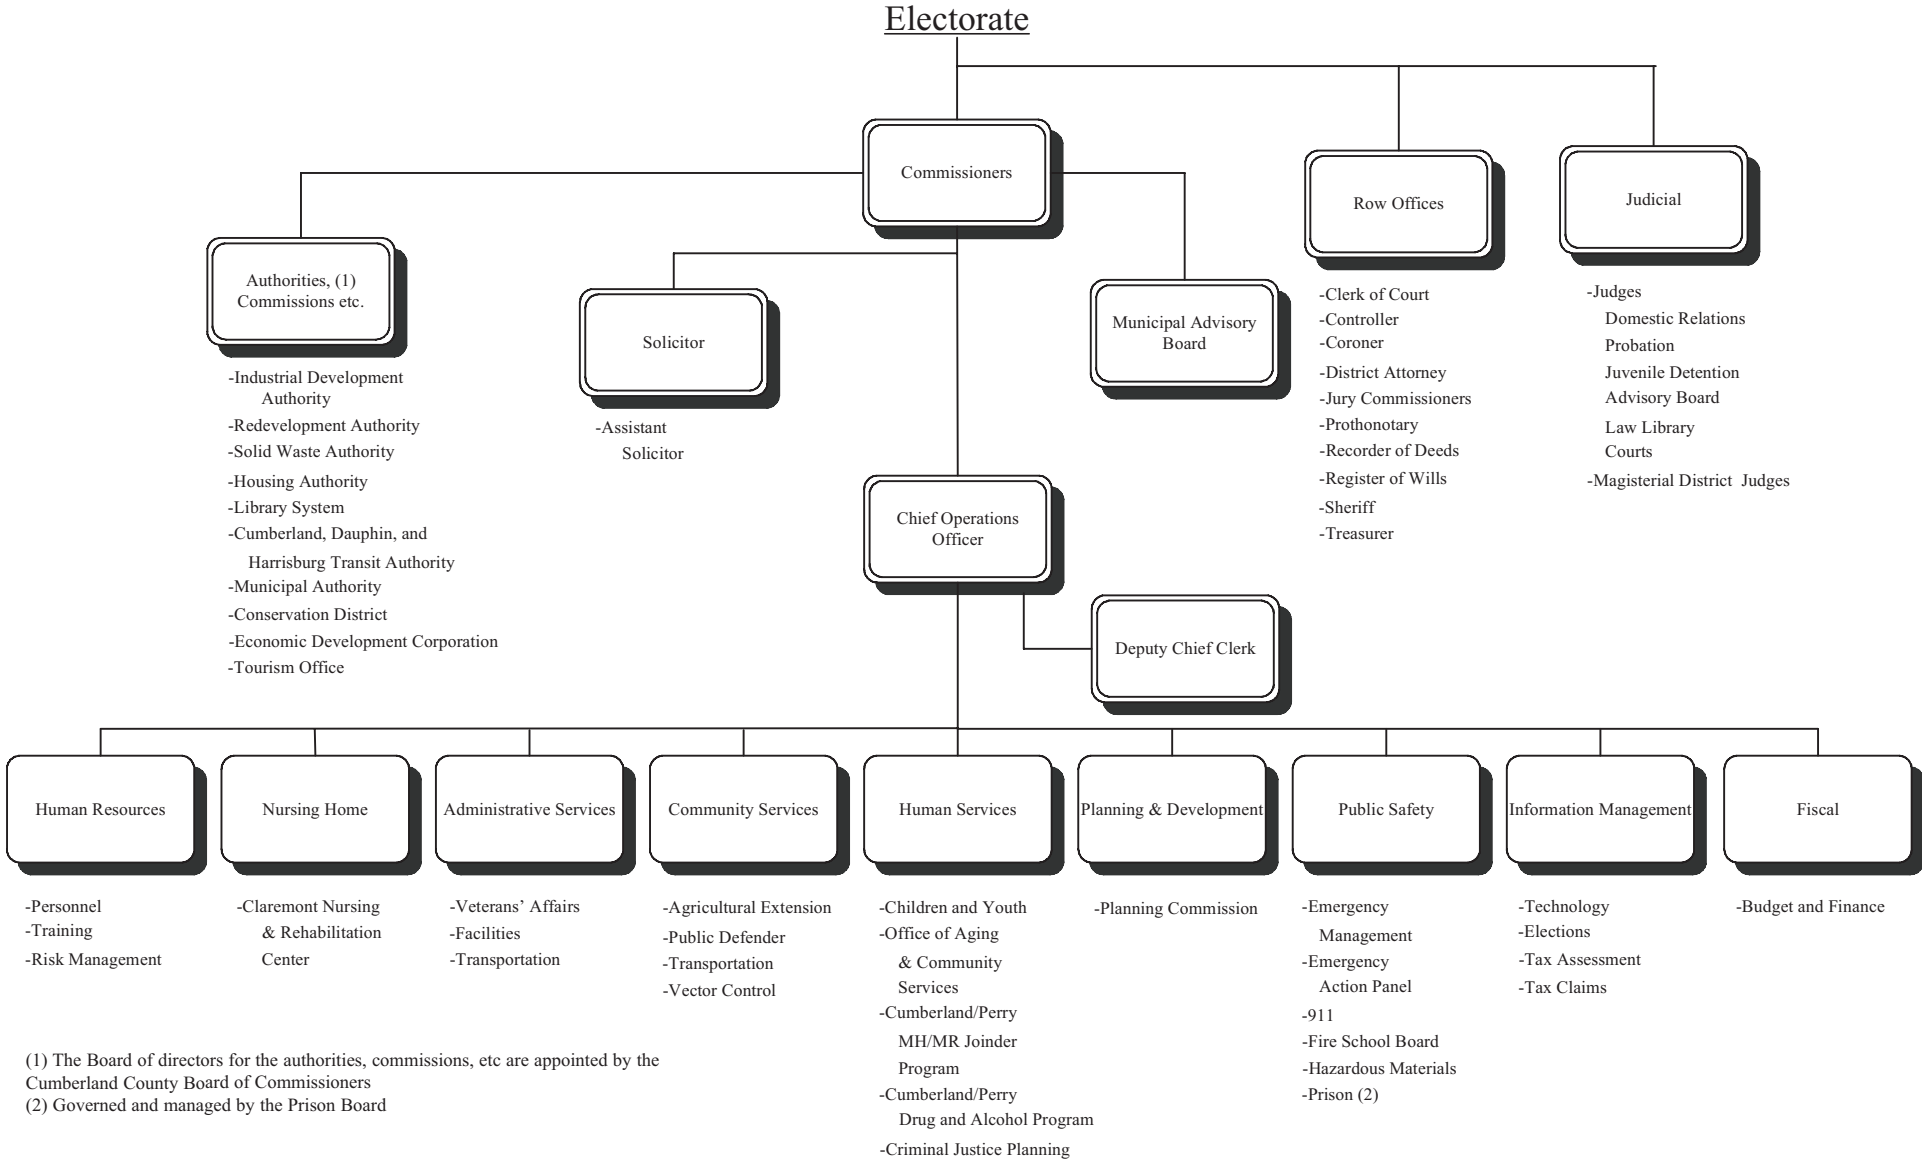 Electorate
Commissioners
Row Offices
Judicial
Authorities, (1)
Commissions etc.
Solicitor
Municipal Advisory
Board
-Clerk of Court
-Controller
-Coroner
-District Attorney
-Jury Commissioners
-Prothonotary
-Recorder of Deeds
-Register of Wills
-Sheriff
-Treasurer
-Judges
Domestic Relations
Probation
Juvenile Detention
Advisory Board
Law Library
Courts
-Magisterial District Judges
-Industrial Development
Authority
-Redevelopment Authority
-Solid Waste Authority
-Housing Authority
-Library System
-Cumberland, Dauphin, and
Harrisburg Transit Authority
-Municipal Authority
-Conservation District
-Economic Development Corporation
-Tourism Office
-Assistant
Solicitor
Chief Operations
Officer
Deputy Chief Clerk
Human Resources
Nursing Home
Administrative Services
Community Services
Human Services
Planning & Development
Public Safety
Information Management
Fiscal
-Personnel
-Training
-Risk Management
-Claremont Nursing
& Rehabilitation
Center
-Veterans’ Affairs
-Facilities
-Transportation
-Agricultural Extension
-Public Defender
-Transportation
-Vector Control
-Children and Youth
-Office of Aging
& Community
Services
-Cumberland/Perry
MH/MR Joinder
Program
-Cumberland/Perry
Drug and Alcohol Program
-Criminal Justice Planning
-Planning Commission
-Emergency
Management
-Emergency
Action Panel
-911
-Fire School Board
-Hazardous Materials
-Prison (2)
-Technology
-Elections
-Tax Assessment
-Tax Claims
-Budget and Finance
(1) The Board of directors for the authorities, commissions, etc are appointed by the
Cumberland County Board of Commissioners
(2) Governed and managed by the Prison Board